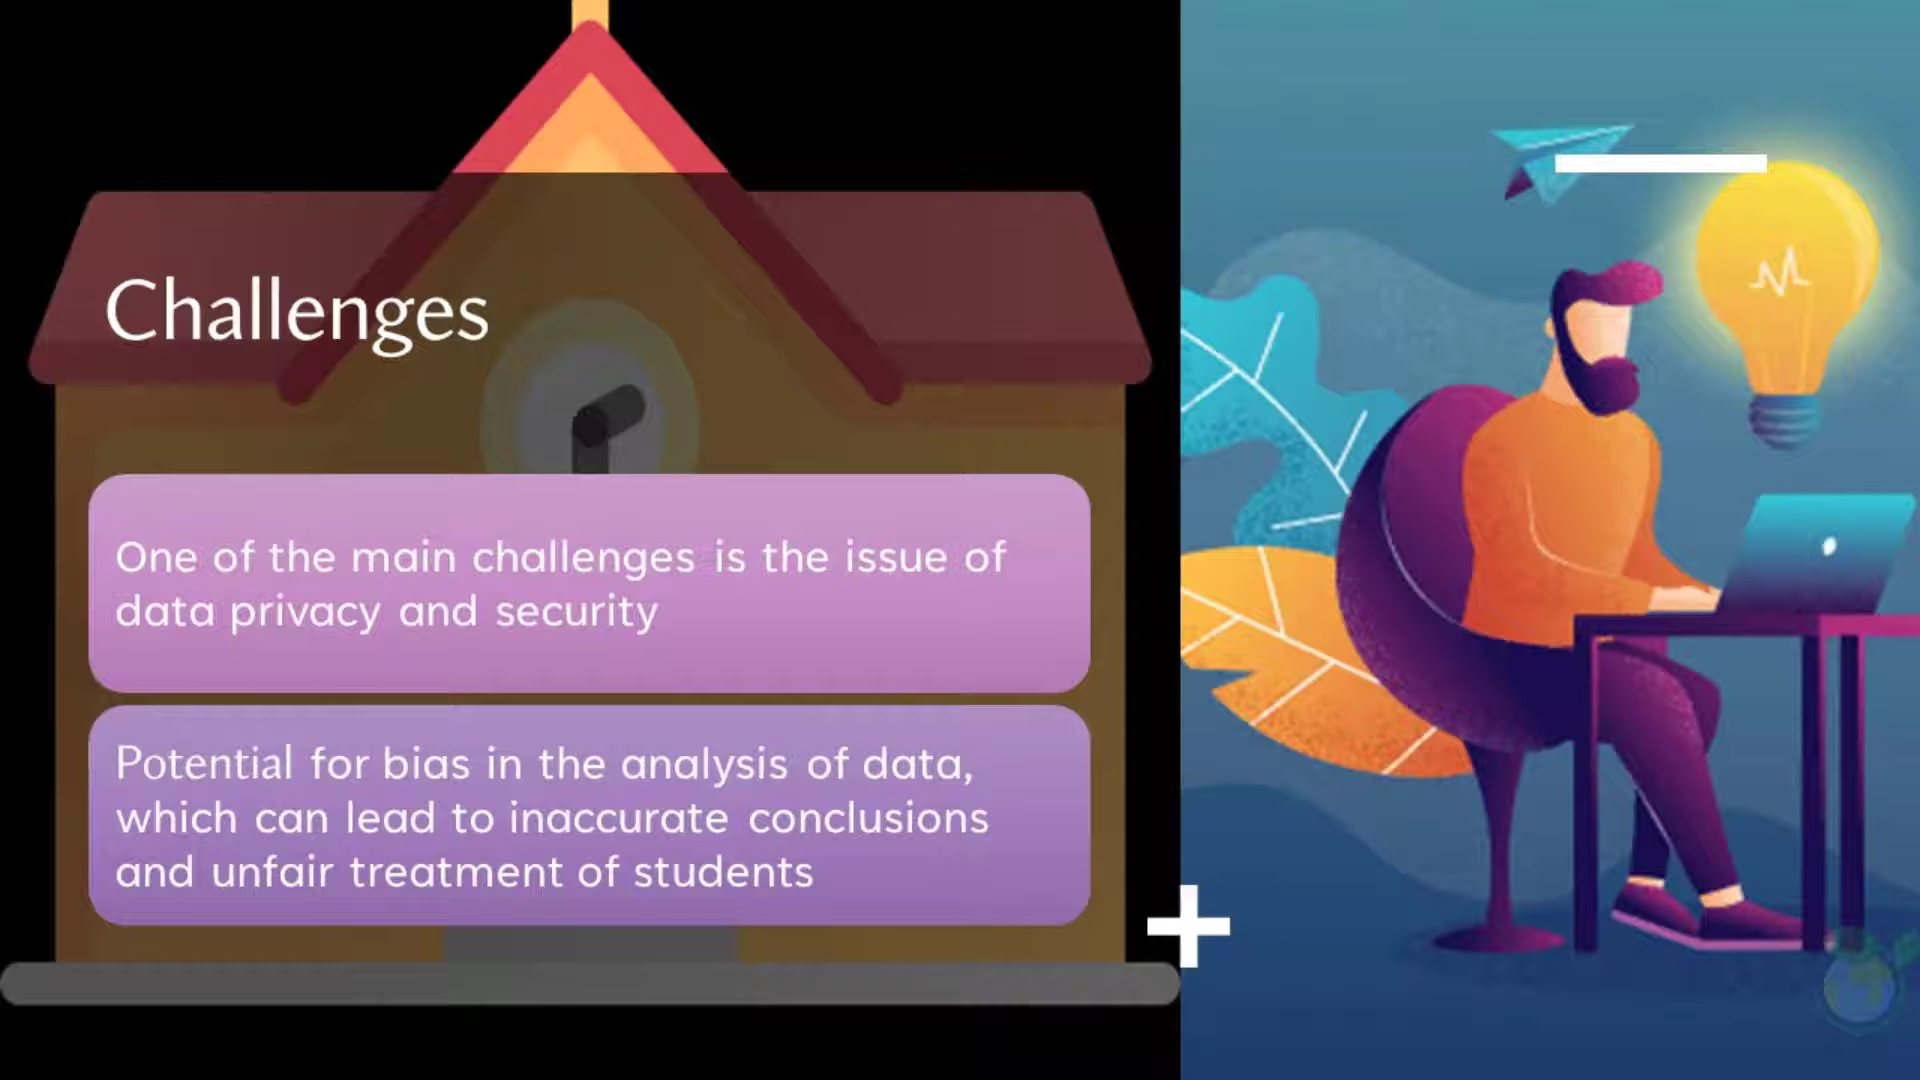 Challenges
One of the main challenges is the issue of
data privacy and security
Potential for bias in the analysis of data,
which can lead to inaccurate conclusions
and unfair treatment of students